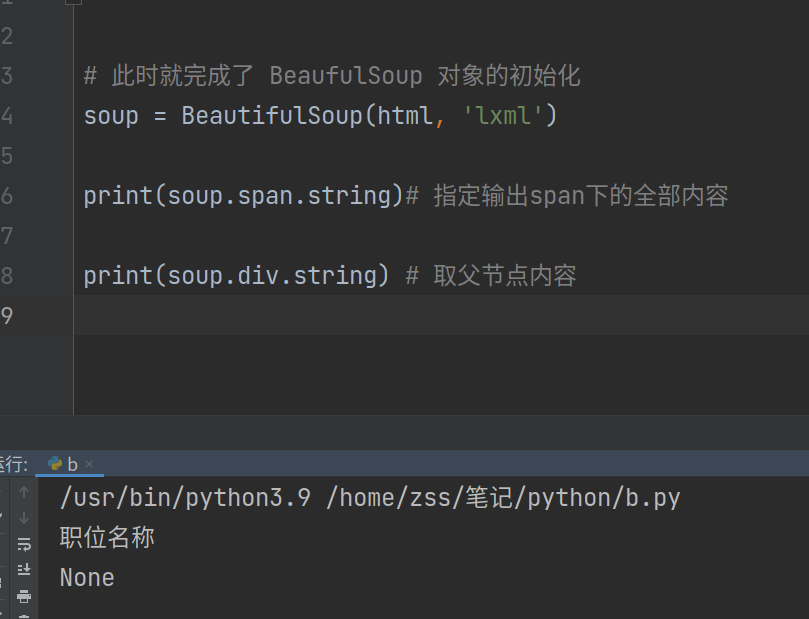 2
3 # 此时就完成了 BeaufulSoup 对象的初始化
4 soup = BeautifulSoup(html, 'lxml')
5
6 print(soup.span.string)# 指定输出span下的全部内容
7
8 print(soup.div.string) # 取父节点内容
9
运行: b ×
/usr/bin/python3.9 /home/zss/笔记/python/b.py
职位名称
None